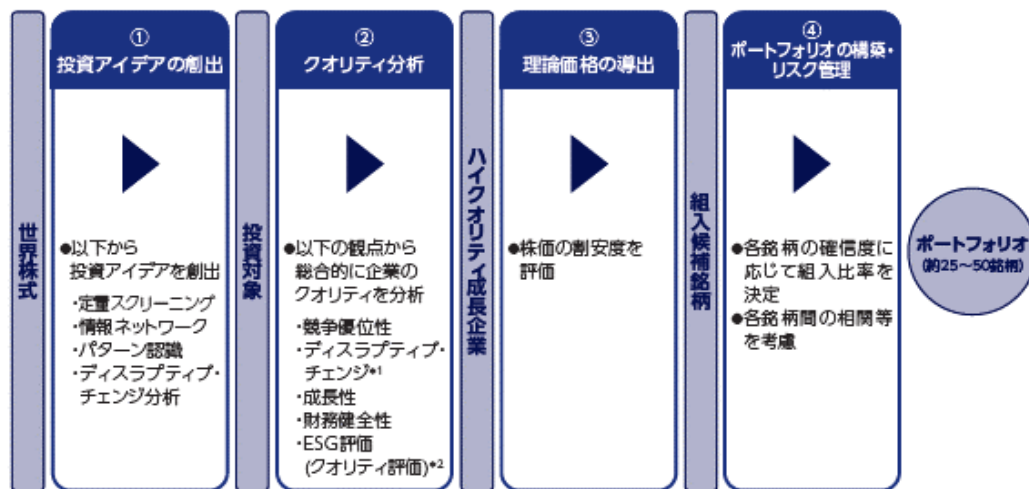 世界株式
①
投資アイデアの創出
●以下から
投資アイデアを創出
・定量スクリーニング
・情報ネットワーク
・パターン認識
・ディスラプティブ・
チェンジ分析
投資対象
②
クオリティ分析
●以下の観点から
総合的に企業の
クオリティを分析
・競争優位性
・ディスラプティブ・
チェンジ*1
・成長性
・財務健全性
・ESG評価
(クオリティ評価)*2
ハイクオリティ成長企業
③
理論価格の導出
●株価の割安度を
評価
組入候補銘柄
④
ポートフォリオの構築・
リスク管理
●各銘柄の確信度に
応じて組入比率を
決定
●各銘柄間の相関等
を考慮
ポートフォリオ
(約25〜50銘柄)